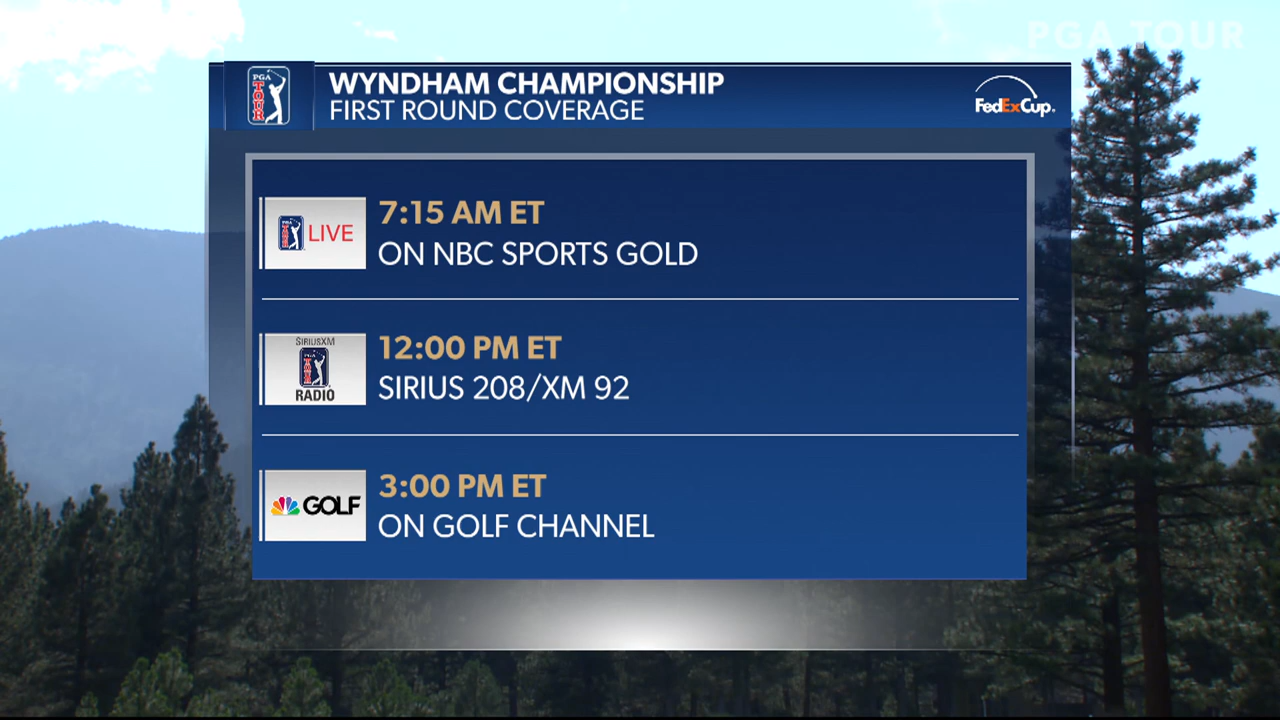 PGA TOUR
PGA TOUR
WYNDHAM CHAMPIONSHIP
FIRST ROUND COVERAGE
FedExCup.
PGA TOUR LIVE
7:15 AM ET
ON NBC SPORTS GOLD
SIRIUSXM
PGA TOUR
RADIO
12:00 PM ET
SIRIUS 208/XM 92
GOLF
3:00 PM ET
ON GOLF CHANNEL